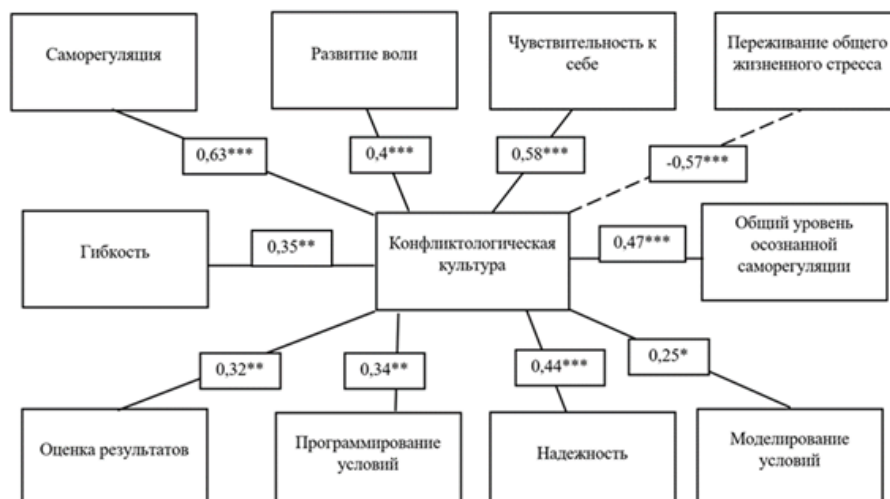 Саморегуляция
Развитие воли
Чувствительность к
себе
Переживание общего
жизненного стресса
0,63***
0,4***
0,58***
-0,57***
Гибкость
0,35**
Конфликтологическая
культура
0,47***
Общий уровень
осознанной
саморегуляции
0,32**
0,34**
0,44***
0,25*
Оценка результатов
Программирование
условий
Надежность
Моделирование
условий